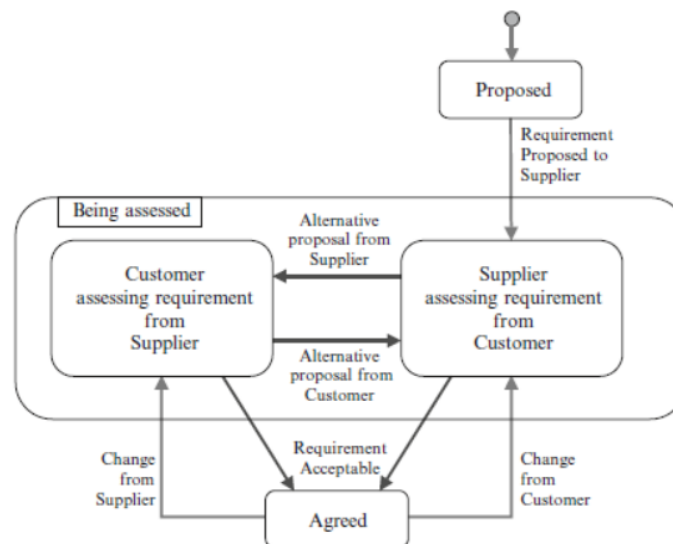 Proposed
Requirement
Proposed to
Supplier
Being assessed
Alternative
proposal from
Supplier
Customer
assessing requirement
from
Supplier
Supplier
assessing requirement
from
Customer
Alternative
proposal from
Customer
Change
from
Supplier
Requirement
Acceptable
Change
from
Customer
Agreed